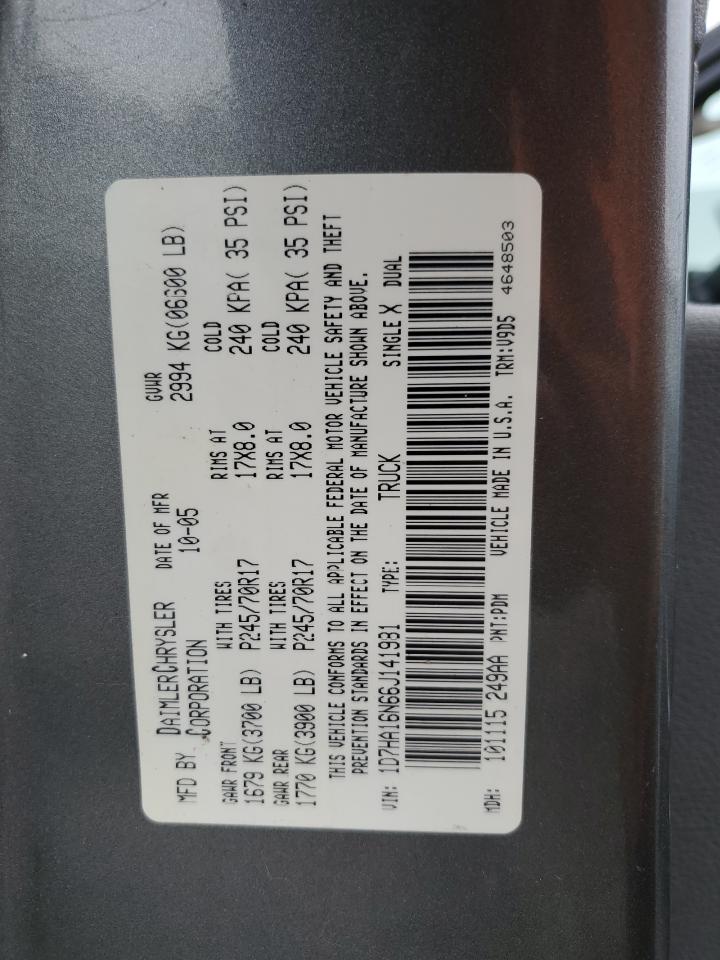 MFD BY DAIMLERCHRYSLER CORPORATION DATE OF MFR 10-05 GVWR 2994 KG(06300 LB)
GAWR FRONT WITH TIRES RIMS AT COLD
1679 KG(3700 LB) P245/70R17 17X8.0 240 KPA( 35 PSI)
GAWR REAR WITH TIRES RIMS AT COLD
1770 KG(3900 LB) P245/70R17 17X8.0 240 KPA( 35 PSI)
THIS VEHICLE CONFORMS TO ALL APPLICABLE FEDERAL MOTOR VEHICLE SAFETY AND THEFT
PREVENTION STANDARDS IN EFFECT ON THE DATE OF MANUFACTURE SHOWN ABOVE.
VIN: 1D7HA16N66J141981 TYPE: TRUCK SINGLE X DUAL
MDH: 101115 249AA PNT:PDM VEHICLE MADE IN U.S.A. TRM:V9D5
4648503